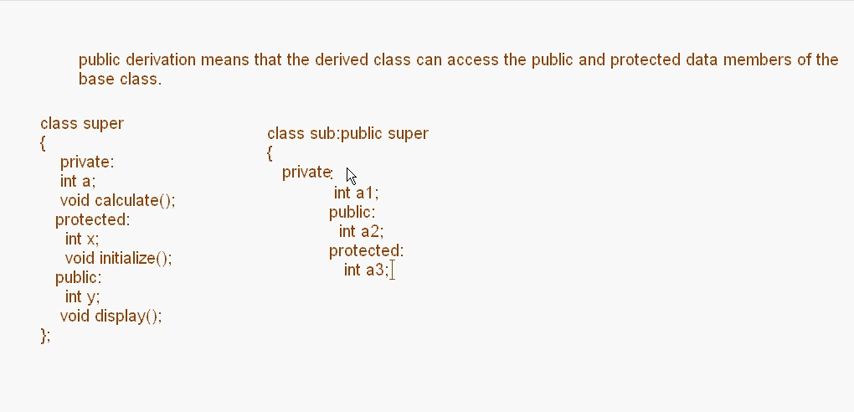 public derivation means that the derived class can access the public and protected data members of the
base class.
class super
{
private:
int a;
void calculate();
protected:
int x;
void initialize();
public:
int y;
void display();
};
class sub:public super
{
private:
int a1;
public:
int a2;
protected:
int a3;